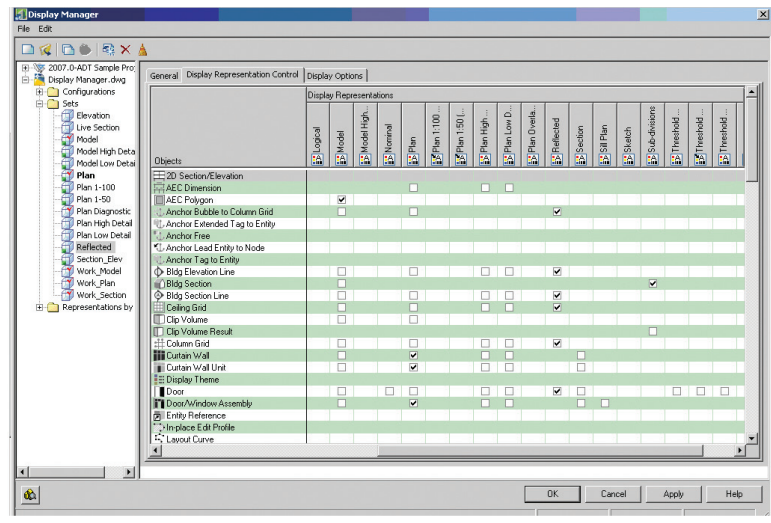 Display Manager
File Edit
2007.0-ADT Sample Proj
Display Manager.dwg
Configurations
Sets
Elevation
Live Section
Model
Model High Deta
Model Low Detai
Plan
Plan 1-100
Plan 1-50
Plan Diagnostic
Plan High Detail
Plan Low Detail
Reflected
Section_Elev
Work_Model
Work_Plan
Work_Section
Representations by
General Display Representation Control Display Options
Display Representations
Objects
Logical
Model
Model High...
Nominal
Plan
Plan 1:100 ...
Plan 1:50 (...
Plan High ...
Plan Low D...
Plan Overla...
Reflected
Section
Sill Plan
Sketch
Sub-divisions
Threshold ...
Threshold ...
Threshold ...
2D Section/Elevation
AEC Dimension
AEC Polygon
Anchor Bubble to Column Grid
Anchor Extended Tag to Entity
Anchor Free
Anchor Lead Entity to Node
Anchor Tag to Entity
Bldg Elevation Line
Bldg Section
Bldg Section Line
Ceiling Grid
Clip Volume
Clip Volume Result
Column Grid
Curtain Wall
Curtain Wall Unit
Display Theme
Door
Door/Window Assembly
Entity Reference
In-place Edit Profile
Layout Curve
OK Cancel Apply Help